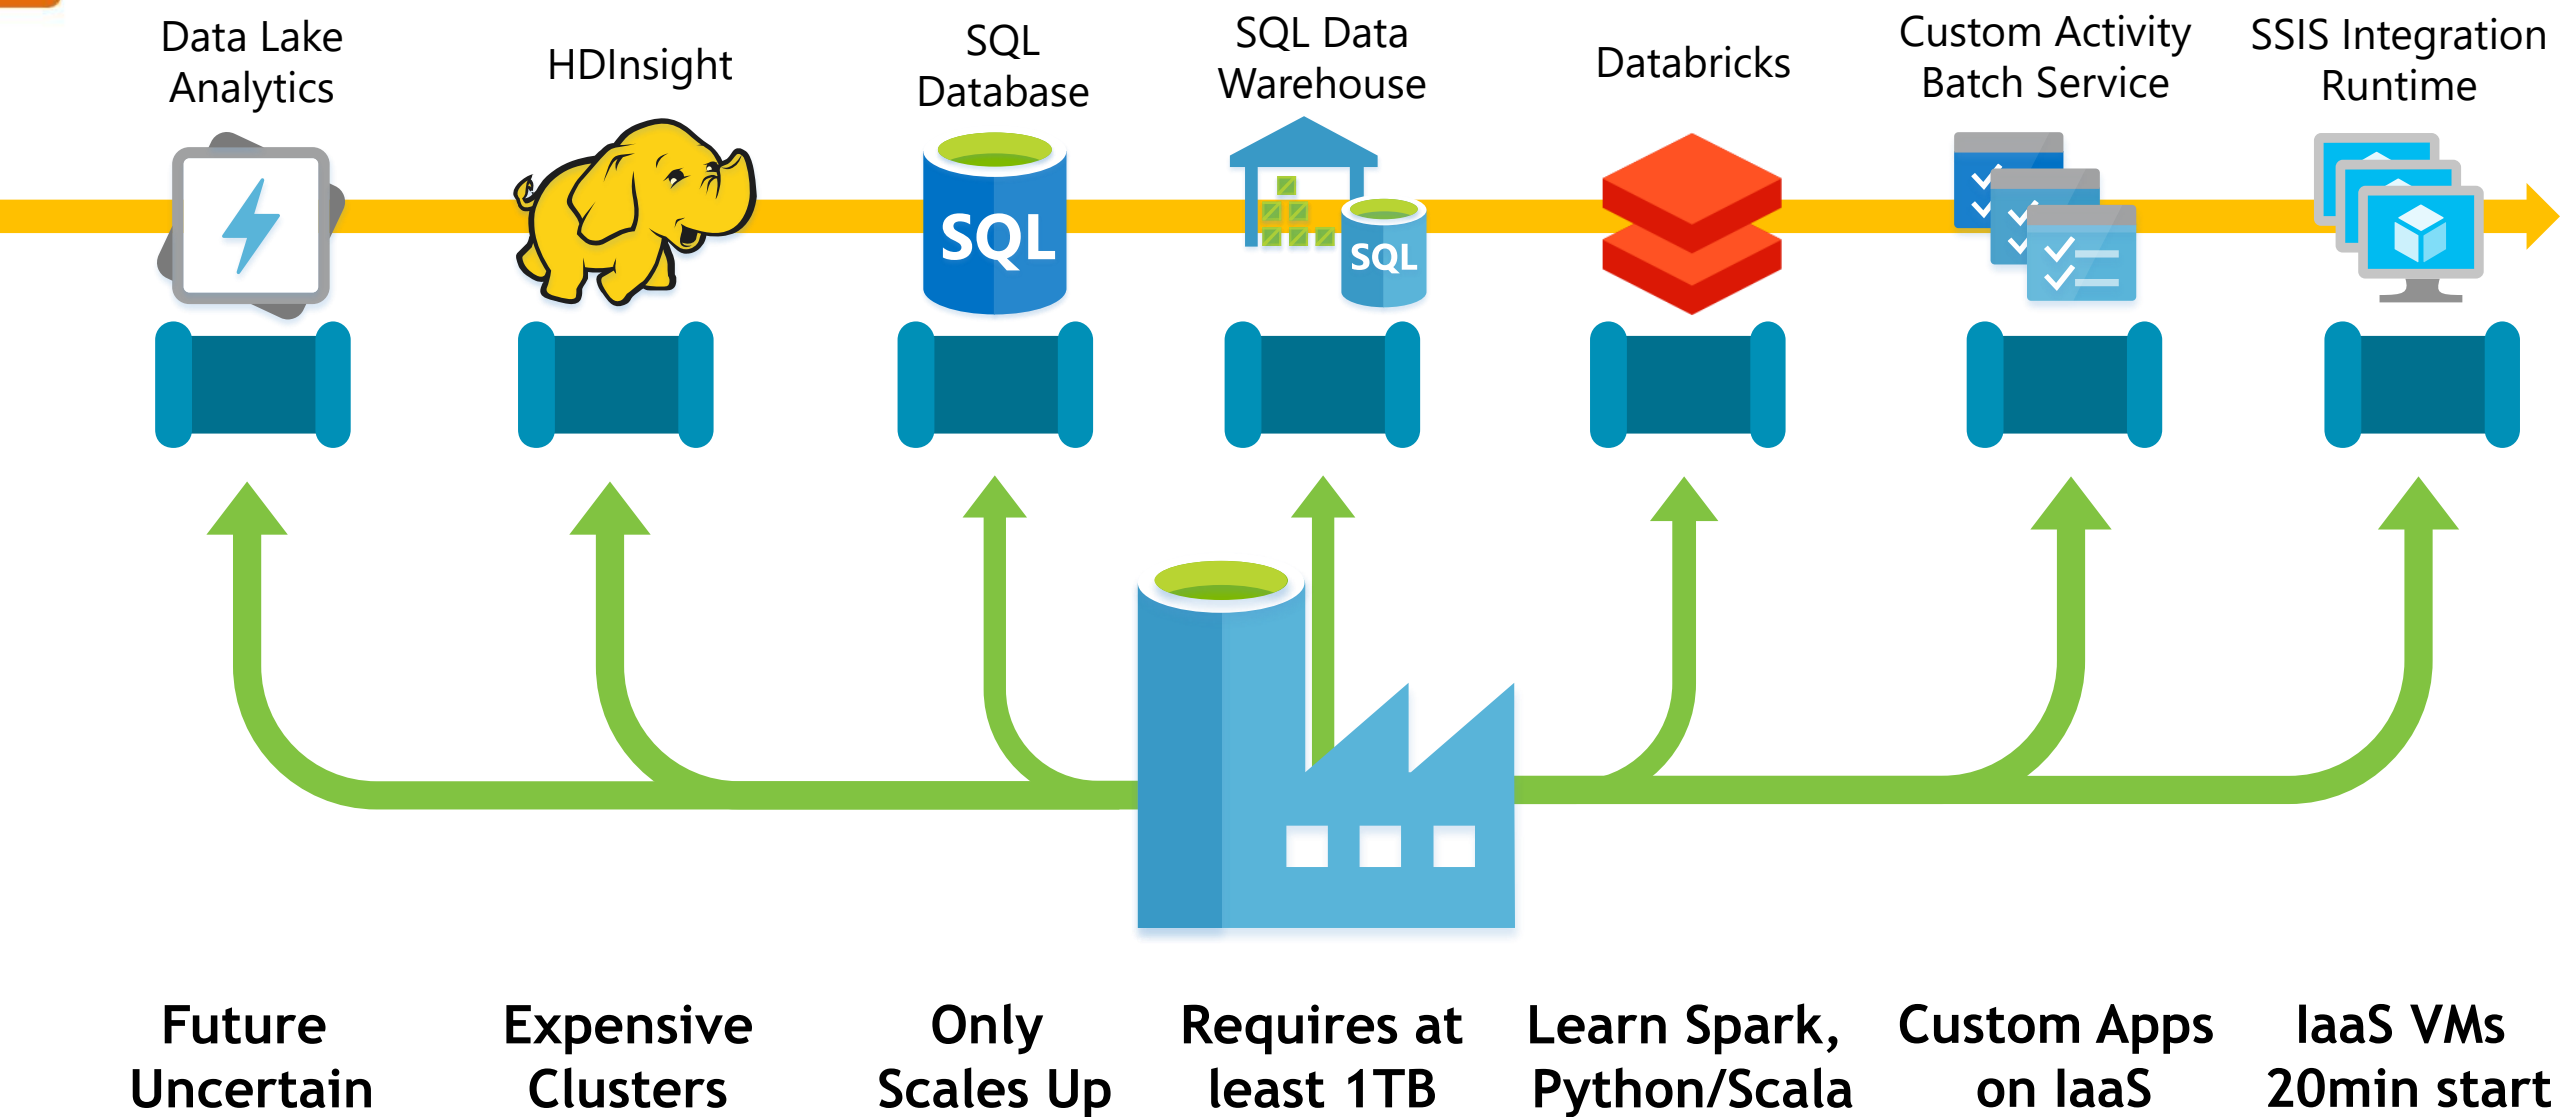 Data Lake
Analytics
HDInsight
SQL
Database
SQL Data
Warehouse
Databricks
Custom Activity
Batch Service
SSIS Integration
Runtime
SQL
SQL
Future
Uncertain
Expensive
Clusters
Only
Scales Up
Requires at
least 1TB
Learn Spark,
Python/Scala
Custom Apps
on IaaS
IaaS VMs
20min start